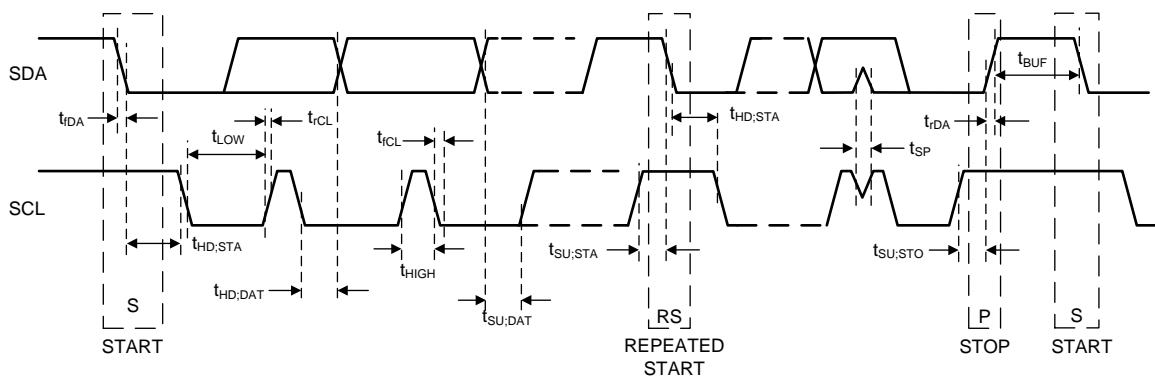 SDA
t_BUF
t_fDA
t_LOW
t_rCL
t_fCL
t_HD;STA
t_rDA
t_SP
SCL
t_HD;STA
t_HIGH
t_SU;STA
t_SU;STO
t_HD;DAT
t_SU;DAT
S
RS
P
S
START
REPEATED
START
STOP
START